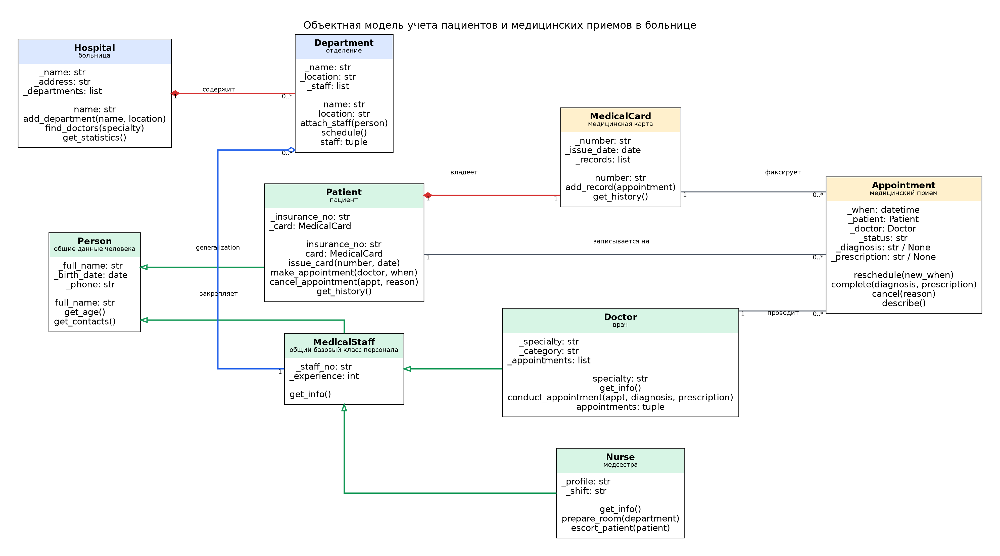 Объектная модель учета пациентов и медицинских приемов в больнице
Hospital
больница
_name: str
_address: str
_departments: list
name: str
add_department(name, location)
find_doctors(specialty)
get_statistics()
содержит
1
0..*
Department
отделение
_name: str
_location: str
_staff: list
name: str
location: str
attach_staff(person)
schedule()
staff: tuple
0..*
MedicalCard
медицинская карта
_number: str
_issue_date: date
_records: list
number: str
add_record(appointment)
get_history()
владеет
1
1
фиксирует
1
0..*
Patient
пациент
_insurance_no: str
_card: MedicalCard
insurance_no: str
card: MedicalCard
issue_card(number, date)
make_appointment(doctor, when)
cancel_appointment(appt, reason)
get_history()
записывается на
1
0..*
Appointment
медицинский прием
_when: datetime
_patient: Patient
_doctor: Doctor
_status: str
_diagnosis: str / None
_prescription: str / None
reschedule(new_when)
complete(diagnosis, prescription)
cancel(reason)
describe()
Person
общие данные человека
_full_name: str
_birth_date: date
_phone: str
full_name: str
get_age()
get_contacts()
generalization
закрепляет
1
MedicalStaff
общий базовый класс персонала
_staff_no: str
_experience: int
get_info()
Doctor
врач
_specialty: str
_category: str
_appointments: list
specialty: str
get_info()
conduct_appointment(appt, diagnosis, prescription)
appointments: tuple
1
проводит
0..*
Nurse
медсестра
_profile: str
_shift: str
get_info()
prepare_room(department)
escort_patient(patient)